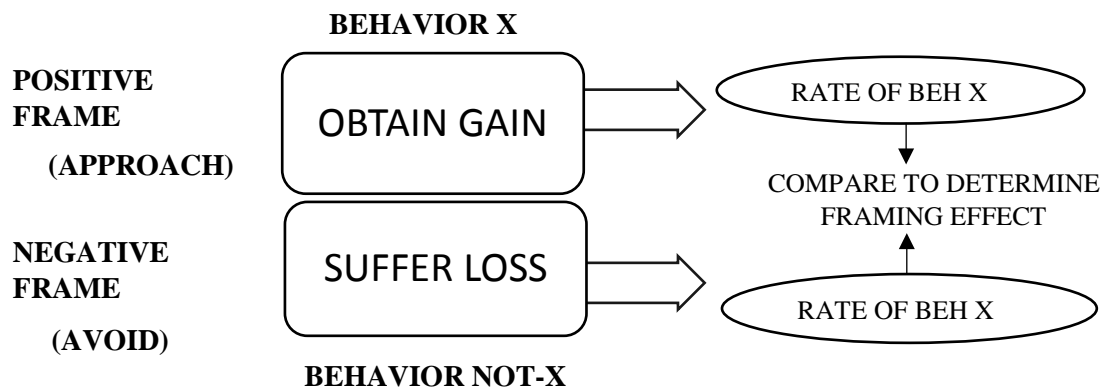 BEHAVIOR X
POSITIVE
FRAME
(APPROACH)
OBTAIN GAIN
RATE OF BEH X
COMPARE TO DETERMINE
FRAMING EFFECT
NEGATIVE
FRAME
(AVOID)
SUFFER LOSS
RATE OF BEH X
BEHAVIOR NOT-X